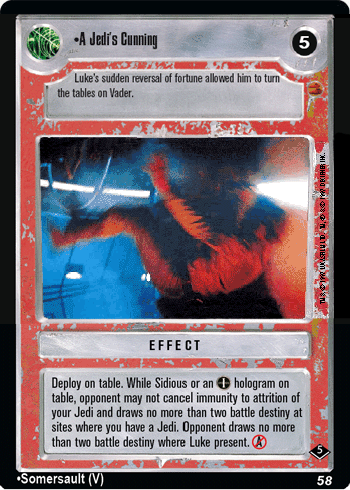 •A Jedi's Cunning
5
Luke's sudden reversal of fortune allowed him to turn
the tables on Vader.
EFFECT
Deploy on table. While Sidious or an hologram on
table, opponent may not cancel immunity to attrition of
your Jedi and draws no more than two battle destiny at
sites where you have a Jedi. Opponent draws no more
than two battle destiny where Luke present. A
5
•Somersault (V)
58